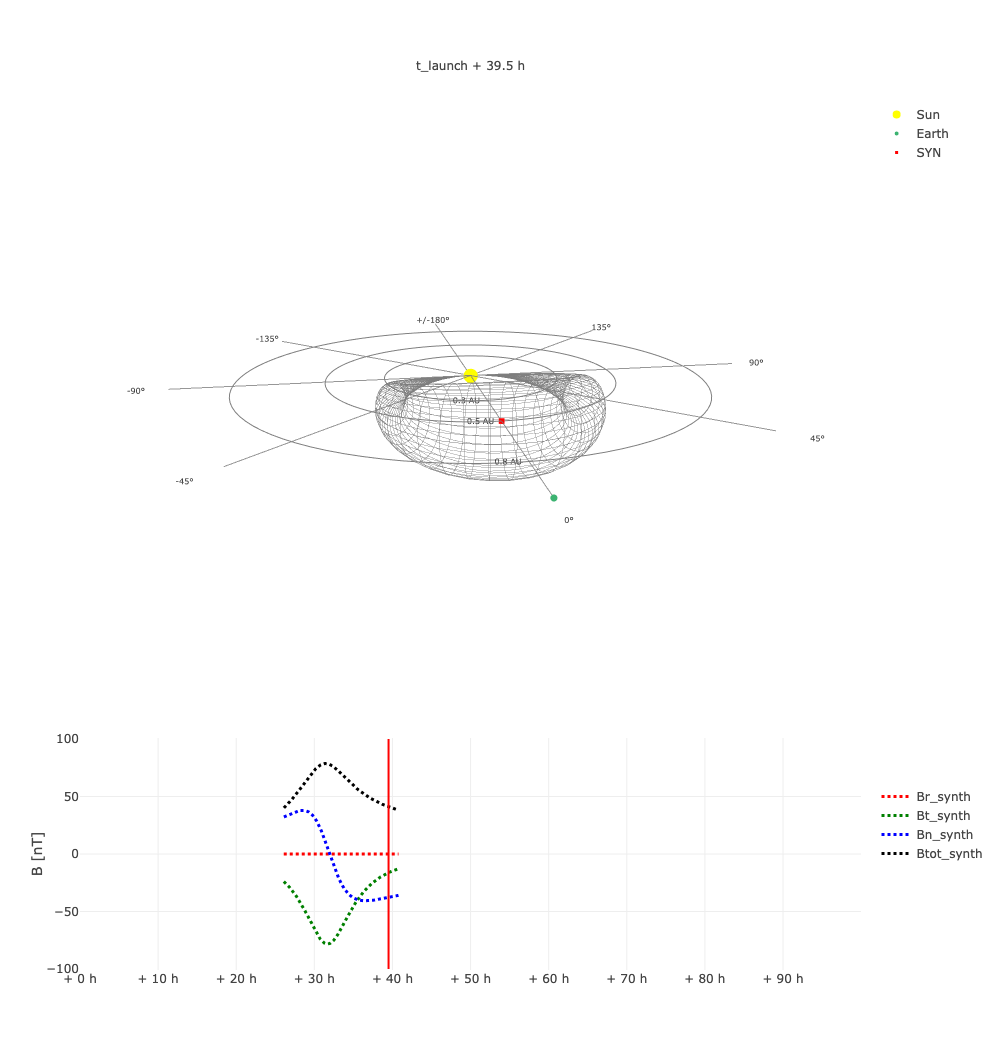 t_launch + 39.5 h
Sun
Earth
SYN
+/-180°
135°
-135°
90°
-90°
0.3 AU
0.5 AU
45°
0.8 AU
-45°
0°
100
50
0
−50
−100
B [nT]
+ 0 h
+ 10 h
+ 20 h
+ 30 h
+ 40 h
+ 50 h
+ 60 h
+ 70 h
+ 80 h
+ 90 h
Br_synth
Bt_synth
Bn_synth
Btot_synth